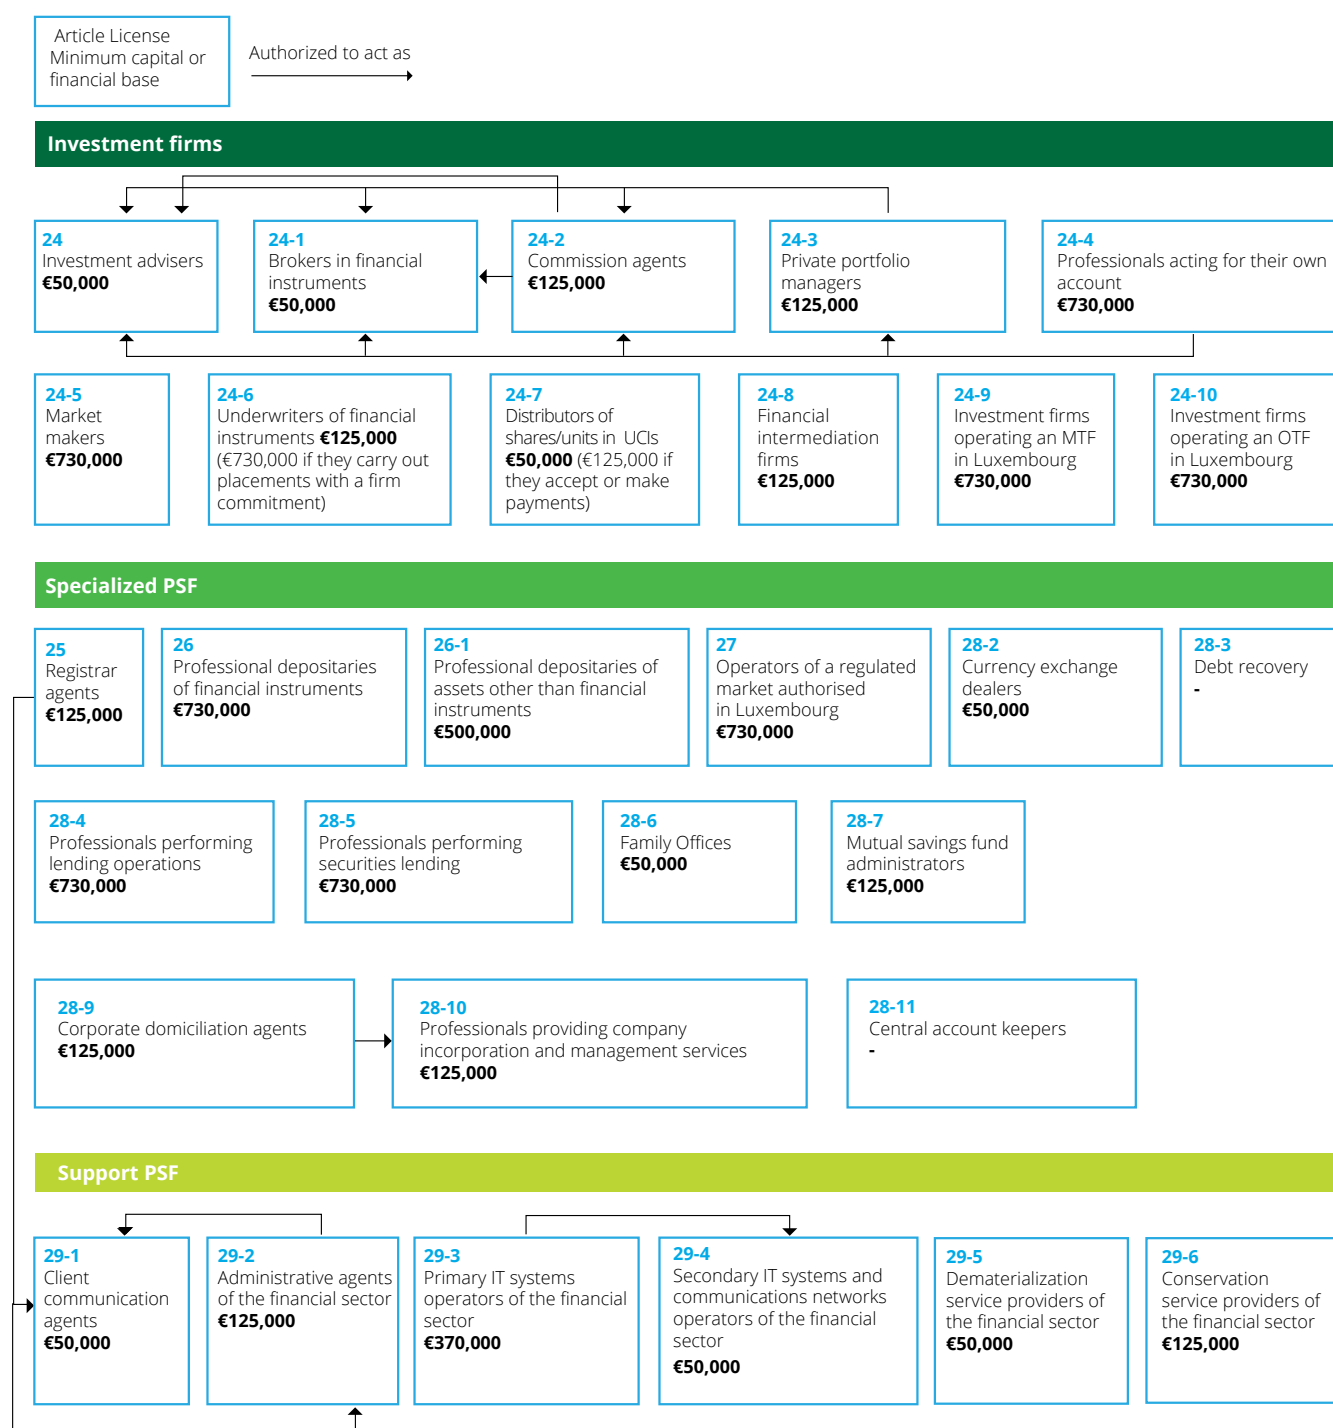 Article License
Minimum capital or
financial base
Authorized to act as
Investment firms
24
Investment advisers
€50,000
24-1
Brokers in financial
instruments
€50,000
24-2
Commission agents
€125,000
24-3
Private portfolio
managers
€125,000
24-4
Professionals acting for their own
account
€730,000
24-5
Market
makers
€730,000
24-6
Underwriters of financial
instruments €125,000
(€730,000 if they carry out
placements with a firm
commitment)
24-7
Distributors of
shares/units in UCIs
€50,000 (€125,000 if
they accept or make
payments)
24-8
Financial
intermediation
firms
€125,000
24-9
Investment firms
operating an MTF
in Luxembourg
€730,000
24-10
Investment firms
operating an OTF
in Luxembourg
€730,000
Specialized PSF
25
Registrar
agents
€125,000
26
Professional depositaries
of financial instruments
€730,000
26-1
Professional depositaries of
assets other than financial
instruments
€500,000
27
Operators of a regulated
market authorised
in Luxembourg
€730,000
28-2
Currency exchange
dealers
€50,000
28-3
Debt recovery
-
28-4
Professionals performing
lending operations
€730,000
28-5
Professionals performing
securities lending
€730,000
28-6
Family Offices
€50,000
28-7
Mutual savings fund
administrators
€125,000
28-9
Corporate domiciliation agents
€125,000
28-10
Professionals providing company
incorporation and management services
€125,000
28-11
Central account keepers
-
Support PSF
29-1
Client
communication
agents
€50,000
29-2
Administrative agents
of the financial sector
€125,000
29-3
Primary IT systems
operators of the financial
sector
€370,000
29-4
Secondary IT systems and
communications networks
operators of the financial
sector
€50,000
29-5
Dematerialization
service providers of
the financial sector
€50,000
29-6
Conservation
service providers of
the financial sector
€125,000